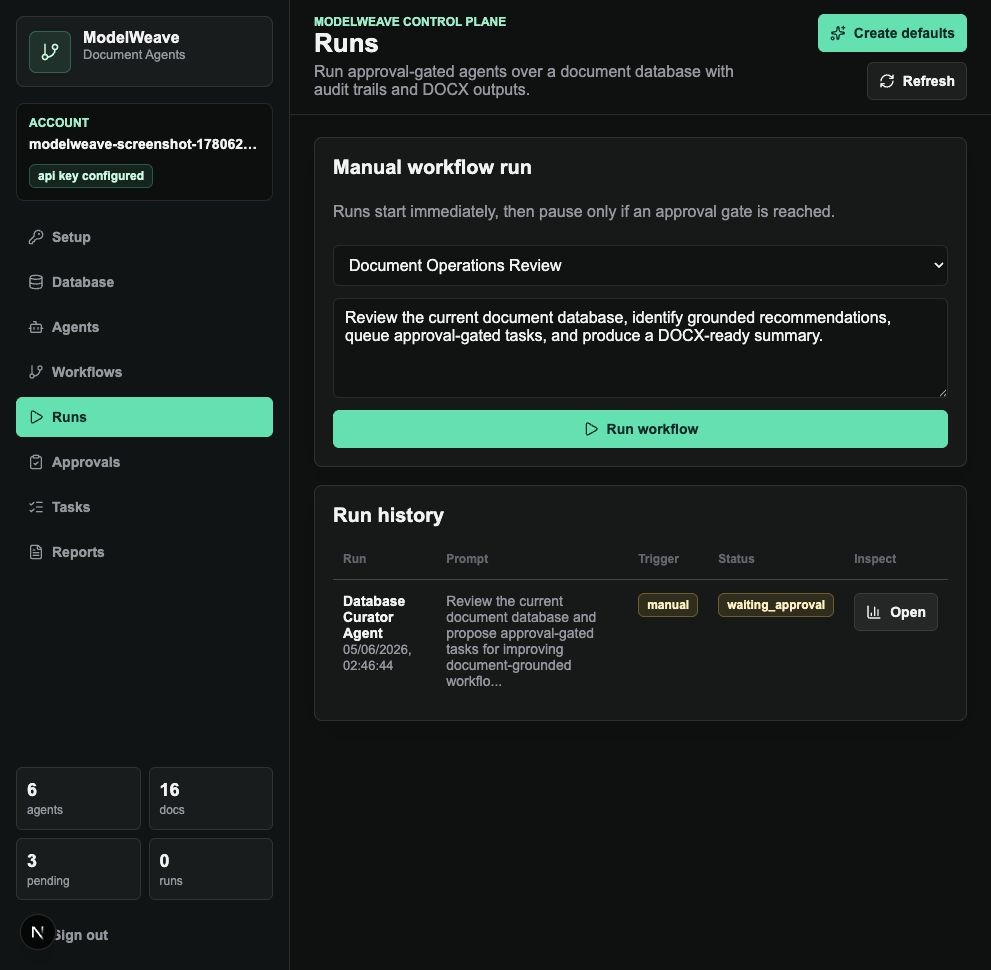 ModelWeave
Document Agents
ACCOUNT
modelweave-screenshot-178062...
api key configured
Setup
Database
Agents
Workflows
Runs
Approvals
Tasks
Reports
6
agents
16
docs
3
pending
0
runs
N
Sign out
MODELWEAVE CONTROL PLANE
Runs
Run approval-gated agents over a document database with
audit trails and DOCX outputs.
Create defaults
Refresh
Manual workflow run
Runs start immediately, then pause only if an approval gate is reached.
Document Operations Review
Review the current document database, identify grounded recommendations,
queue approval-gated tasks, and produce a DOCX-ready summary.
Run workflow
Run history
Run Prompt Trigger Status Inspect
Database
Curator
Agent
05/06/2026,
02:46:44
Review the current
document database and
propose approval-gated
tasks for improving
document-grounded
workflo...
manual
waiting_approval
Open